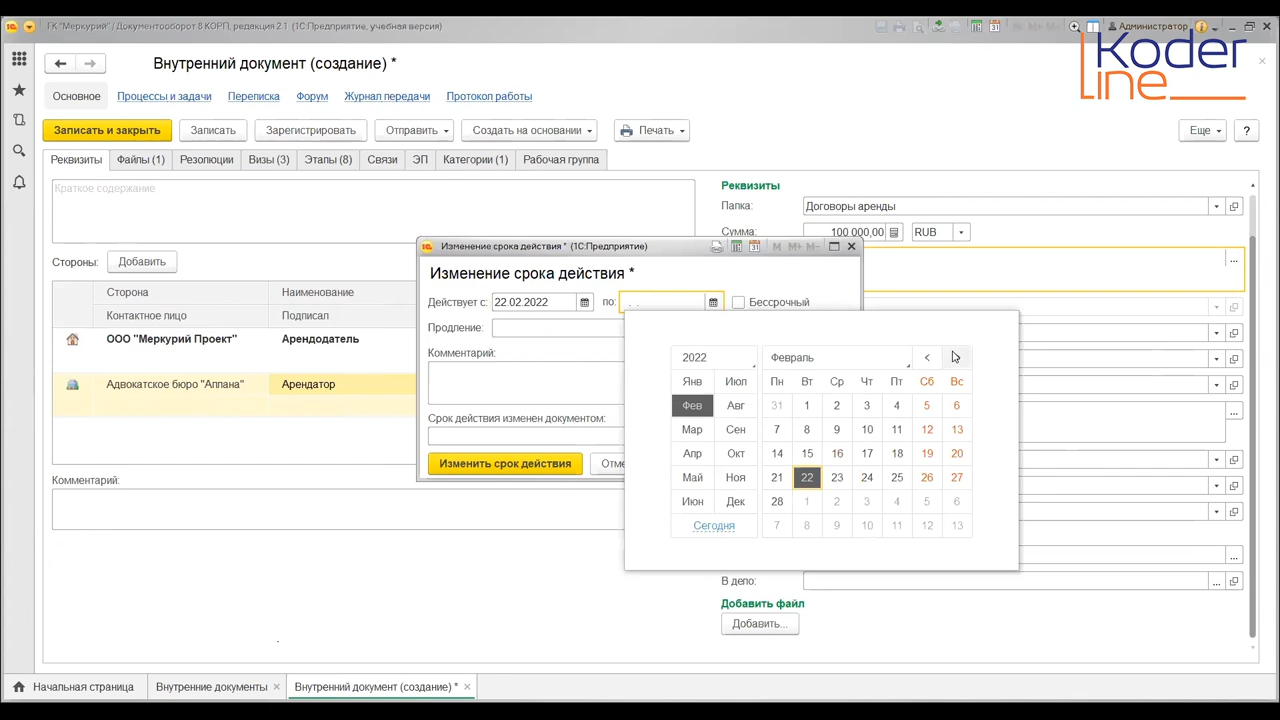 ГК "Меркурий" / Документооборот 8 КОРП, редакция 2.1 (1С:Предприятие, учебная версия)
M M+ M-
Администратор
Koder
line
Внутренний документ (создание) *
Основное Процессы и задачи Переписка Форум Журнал передачи Протокол работы
Записать и закрыть Записать Зарегистрировать Отправить Создать на основании Печать Еще ?
Реквизиты Файлы (1) Резолюции Визы (3) Этапы (8) Связи ЭП Категории (1) Рабочая группа
Краткое содержание
Реквизиты
Папка: Договоры аренды
Сумма: 100 000,00 RUB
Стороны: Добавить
Сторона Наименование
Контактное лицо Подписал
ООО "Меркурий Проект" Арендодатель
Адвокатское бюро "Аппана" Арендатор
Комментарий:
Изменение срока действия * (1С:Предприятие)
M M+ M-
Изменение срока действия *
Действует с: 22.02.2022 по: . . Бессрочный
Продление:
Комментарий:
Срок действия изменен документом:
Изменить срок действия Отме
2022 Февраль < >
Янв Июл Пн Вт Ср Чт Пт Сб Вс
Фев Авг 31 1 2 3 4 5 6
Мар Сен 7 8 9 10 11 12 13
Апр Окт 14 15 16 17 18 19 20
Май Ноя 21 22 23 24 25 26 27
Июн Дек 28 1 2 3 4 5 6
Сегодня 7 8 9 10 11 12 13
В дело:
Добавить файл
Добавить...
Начальная страница Внутренние документы Внутренний документ (создание) *